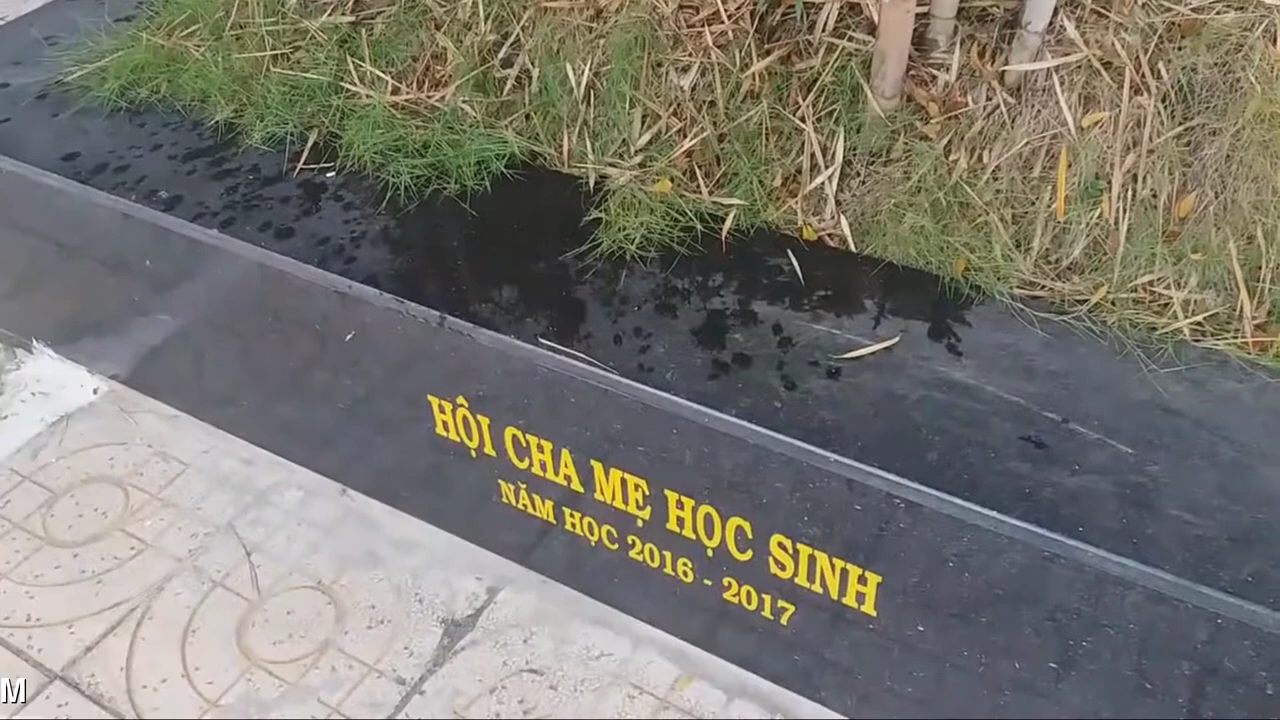 HỘI CHA MẸ HỌC SINH
NĂM HỌC 2016 - 2017
M